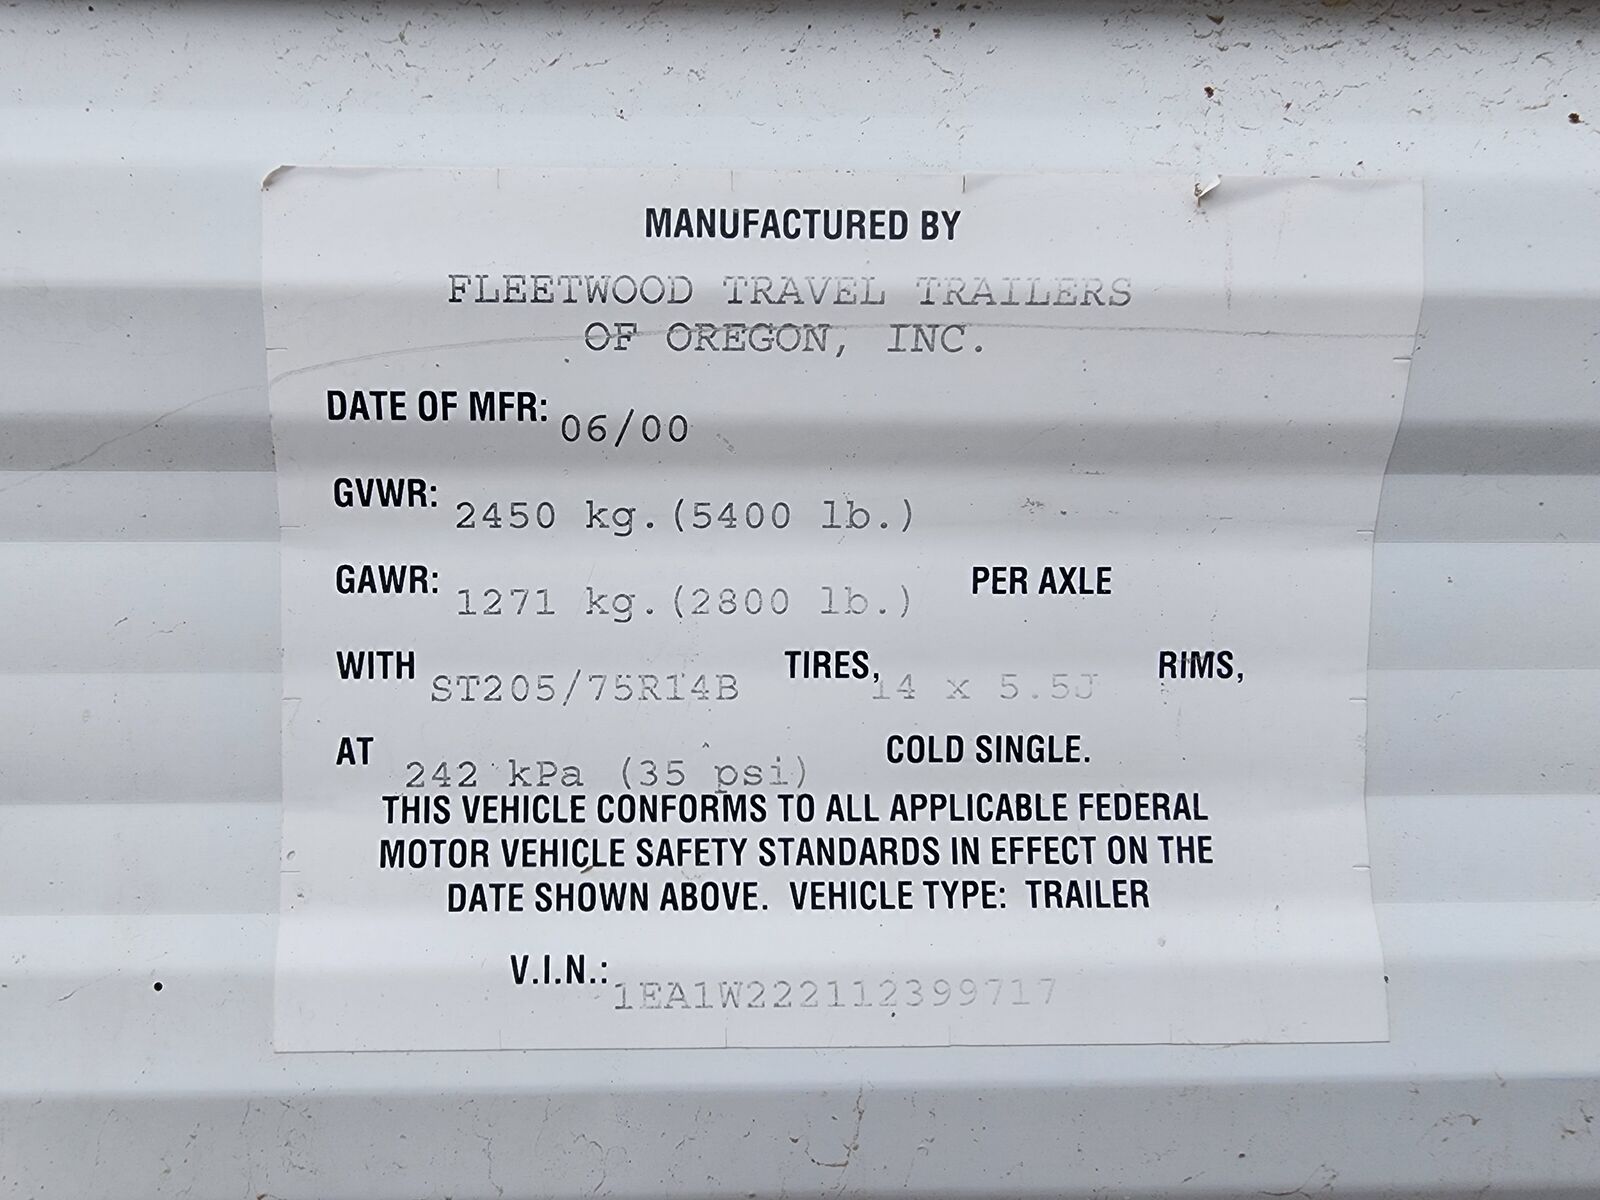 MANUFACTURED BY
FLEETWOOD TRAVEL TRAILERS
OF OREGON, INC.
DATE OF MFR: 06/00
GVWR: 2450 kg.(5400 lb.)
GAWR: 1271 kg.(2800 lb.) PER AXLE
WITH ST205/75R14B TIRES, 14 x 5.5J RIMS,
AT 242 kPa (35 psi) COLD SINGLE.
THIS VEHICLE CONFORMS TO ALL APPLICABLE FEDERAL
MOTOR VEHICLE SAFETY STANDARDS IN EFFECT ON THE
DATE SHOWN ABOVE. VEHICLE TYPE: TRAILER
V.I.N.: 1EA1W222112399717